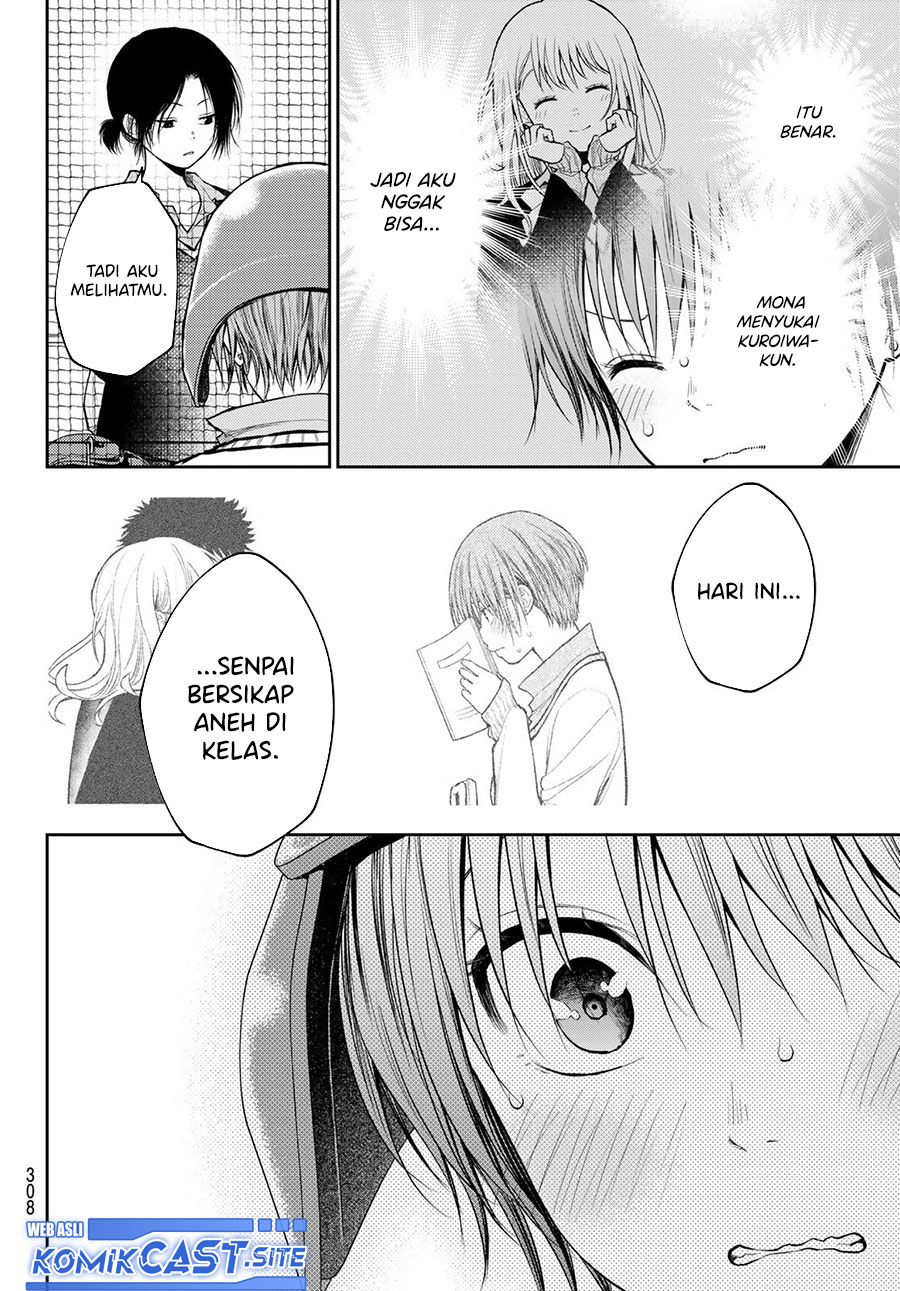 ITU
BENAR.
MONA
MENYUKAI
KUROIWA-
KUN.
JADI AKU
NGGAK
BISA...
TADI AKU
MELIHATMU.
HARI INI...
...SENPAI
BERSIKAP
ANEH DI
KELAS.
308
WEB ASLI
KOMIKCAST.SITE